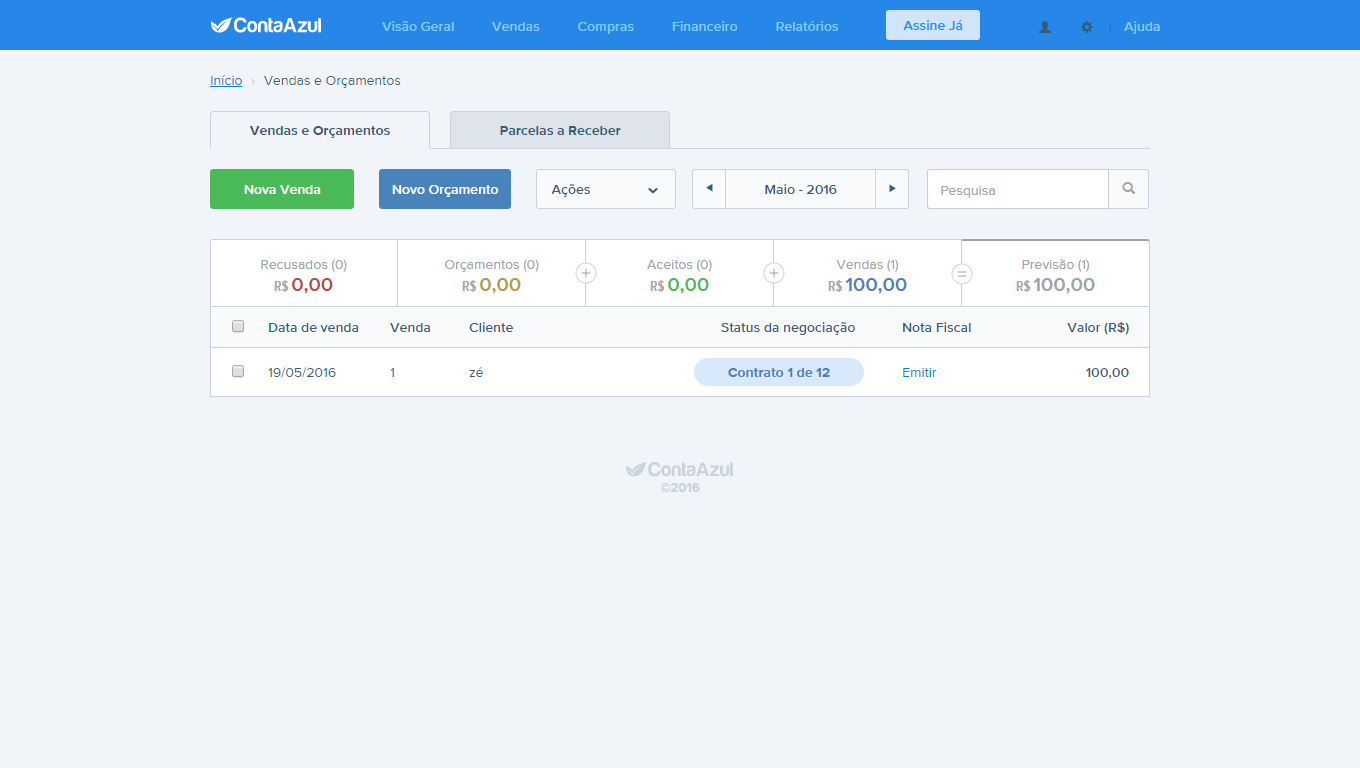 ContaAzul Visão Geral Vendas Compras Financeiro Relatórios Assine Já | Ajuda
Início › Vendas e Orçamentos
Vendas e Orçamentos Parcelas a Receber
Nova Venda Novo Orçamento Ações Maio - 2016 Pesquisa
Recusados (0) Orçamentos (0) Aceitos (0) Vendas (1) Previsão (1)
R$ 0,00 R$ 0,00 + R$ 0,00 + R$ 100,00 = R$ 100,00
Data de venda Venda Cliente Status da negociação Nota Fiscal Valor (R$)
19/05/2016 1 zé Contrato 1 de 12 Emitir 100,00
ContaAzul
©2016